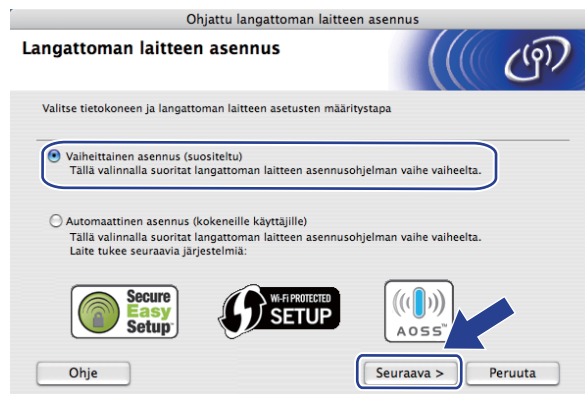 Ohjattu langattoman laitteen asennus
Langattoman laitteen asennus
Valitse tietokoneen ja langattoman laitteen asetusten määritystapa
Vaiheittainen asennus (suositeltu)
Tällä valinnalla suoritat langattoman laitteen asennusohjelman vaihe vaiheelta.
Automaattinen asennus (kokeneille käyttäjille)
Tällä valinnalla suoritat langattoman laitteen asennusohjelman vaihe vaiheelta.
Laite tukee seuraavia järjestelmiä:
Secure
Easy
Setup™
Wi-Fi PROTECTED
SETUP
AOSS™
Ohje
Seuraava >
Peruuta